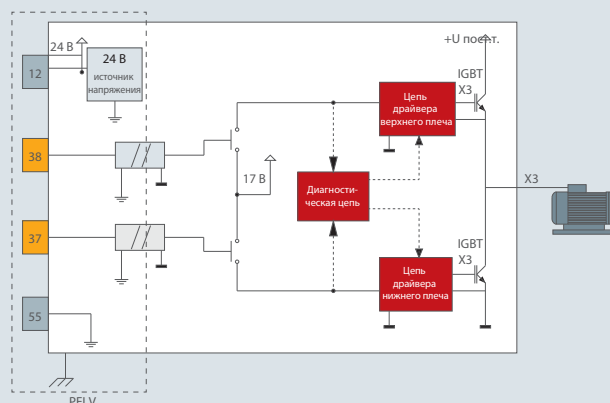 +U пост.
24 В
24 В
источник
напряжения
12
IGBT
X3
Цепь
драйвера
верхнего плеча
38
17 В
Диагности-
ческая цепь
X3
37
IGBT
X3
Цепь
драйвера
нижнего плеча
55
PELV